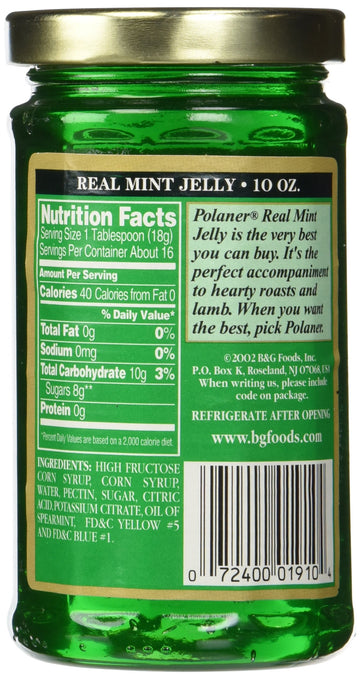 REAL MINT JELLY • 10 OZ.
Nutrition Facts
Serving Size 1 Tablespoon (18g)
Servings Per Container About 16
Amount Per Serving
Calories 40 Calories from Fat 0
% Daily Value*
Total Fat 0g 0%
Sodium 0mg 0%
Total Carbohydrate 10g 3%
Sugars 8g**
Protein 0g
*Percent Daily Values are based on a 2,000 calorie diet
INGREDIENTS: HIGH FRUCTOSE
CORN SYRUP, CORN SYRUP,
WATER, PECTIN, SUGAR, CITRIC
ACID, POTASSIUM CITRATE, OIL OF
SPEARMINT, FD&C YELLOW #5
AND FD&C BLUE #1.
Polaner® Real Mint
Jelly is the very best
you can buy. It's the
perfect accompaniment
to hearty roasts and
lamb. When you want
the best, pick Polaner.
©2002 B&G Foods, Inc.
P.O. Box K, Roseland, NJ 07068 USA
When writing us, please include
code on package.
REFRIGERATE AFTER OPENING
www.bgfoods.com
0 72400 01910 4